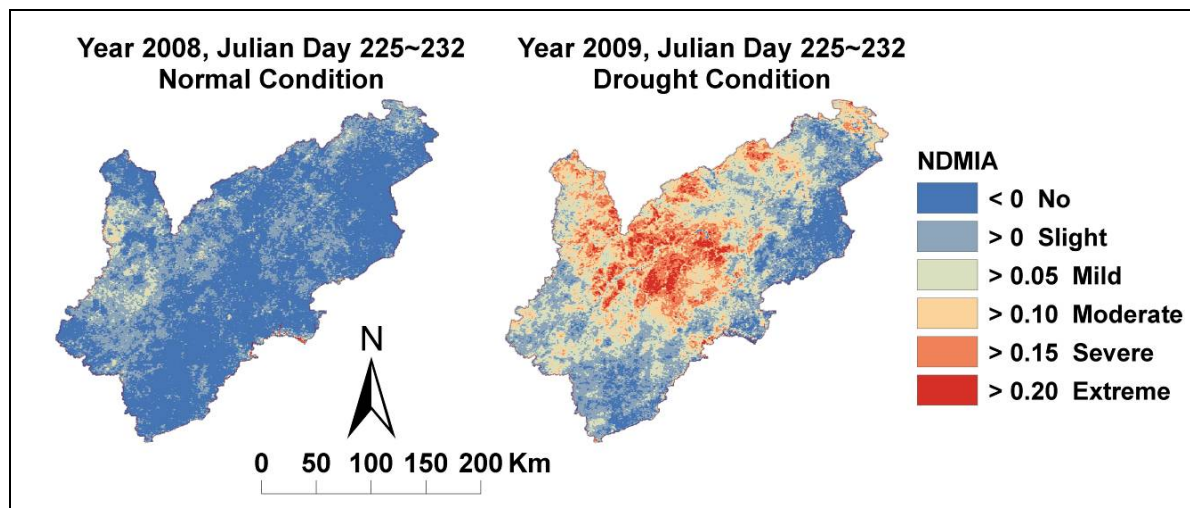 Year 2008, Julian Day 225~232
Normal Condition
Year 2009, Julian Day 225~232
Drought Condition
NDMIA
< 0 No
> 0 Slight
> 0.05 Mild
> 0.10 Moderate
> 0.15 Severe
> 0.20 Extreme
N
0 50 100 150 200 Km